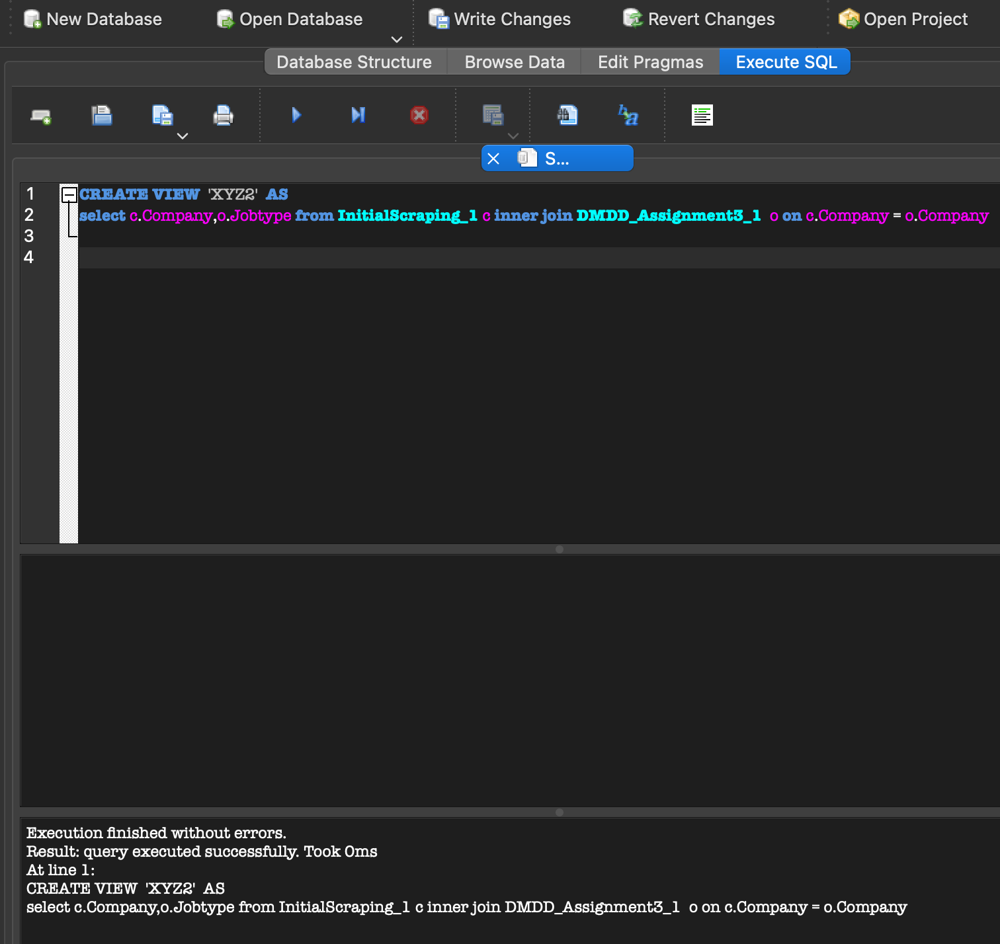 New Database Open Database Write Changes Revert Changes Open Project
Database Structure Browse Data Edit Pragmas Execute SQL
S...
1 CREATE VIEW 'XYZ2' AS
2 select c.Company,o.Jobtype from InitialScraping_1 c inner join DMDD_Assignment3_1 o on c.Company = o.Company
3
4
Execution finished without errors.
Result: query executed successfully. Took 0ms
At line 1:
CREATE VIEW 'XYZ2' AS
select c.Company,o.Jobtype from InitialScraping_1 c inner join DMDD_Assignment3_1 o on c.Company = o.Company